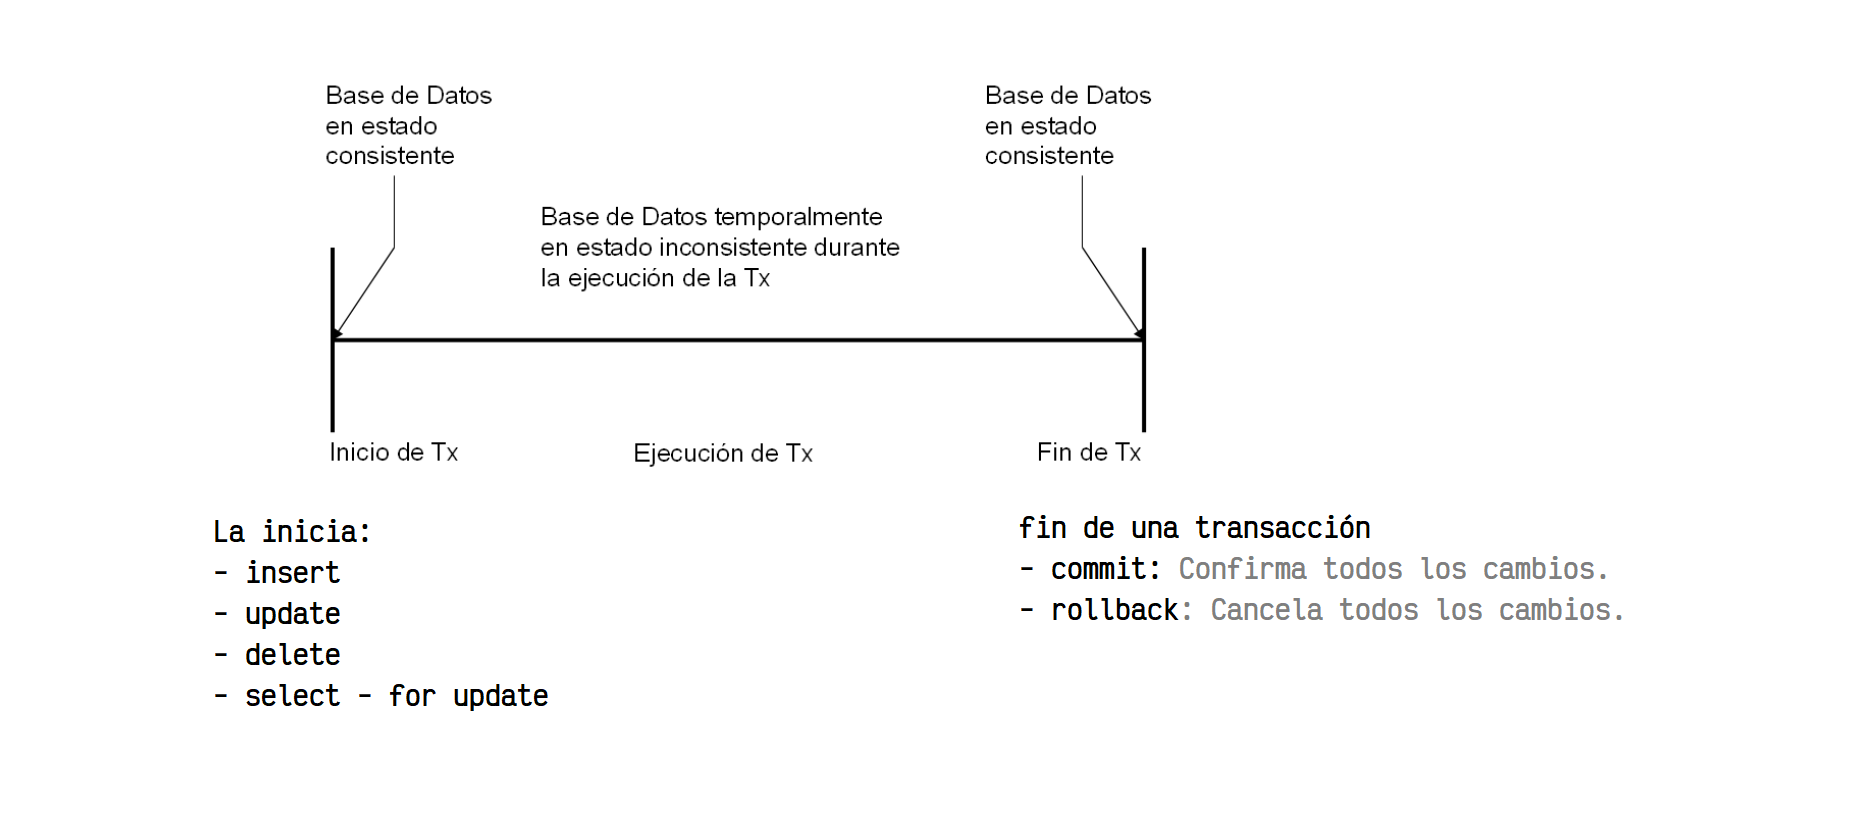 Base de Datos
en estado
consistente
Base de Datos
en estado
consistente
Base de Datos temporalmente
en estado inconsistente durante
la ejecución de la Tx
Inicio de Tx
Ejecución de Tx
Fin de Tx
La inicia:
- insert
- update
- delete
- select - for update
fin de una transacción
- commit: Confirma todos los cambios.
- rollback: Cancela todos los cambios.